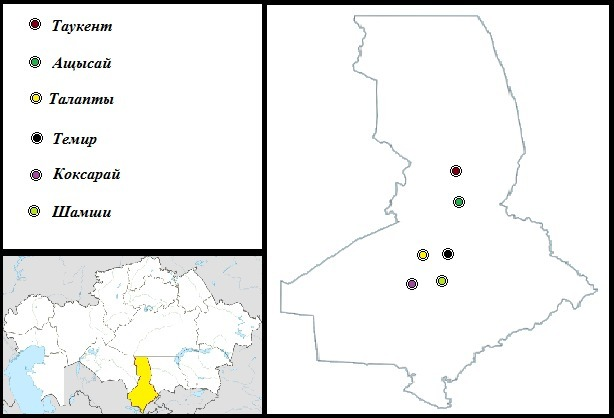 Таукент
Ащысай
Талапты
Темир
Коксарай
Шамши